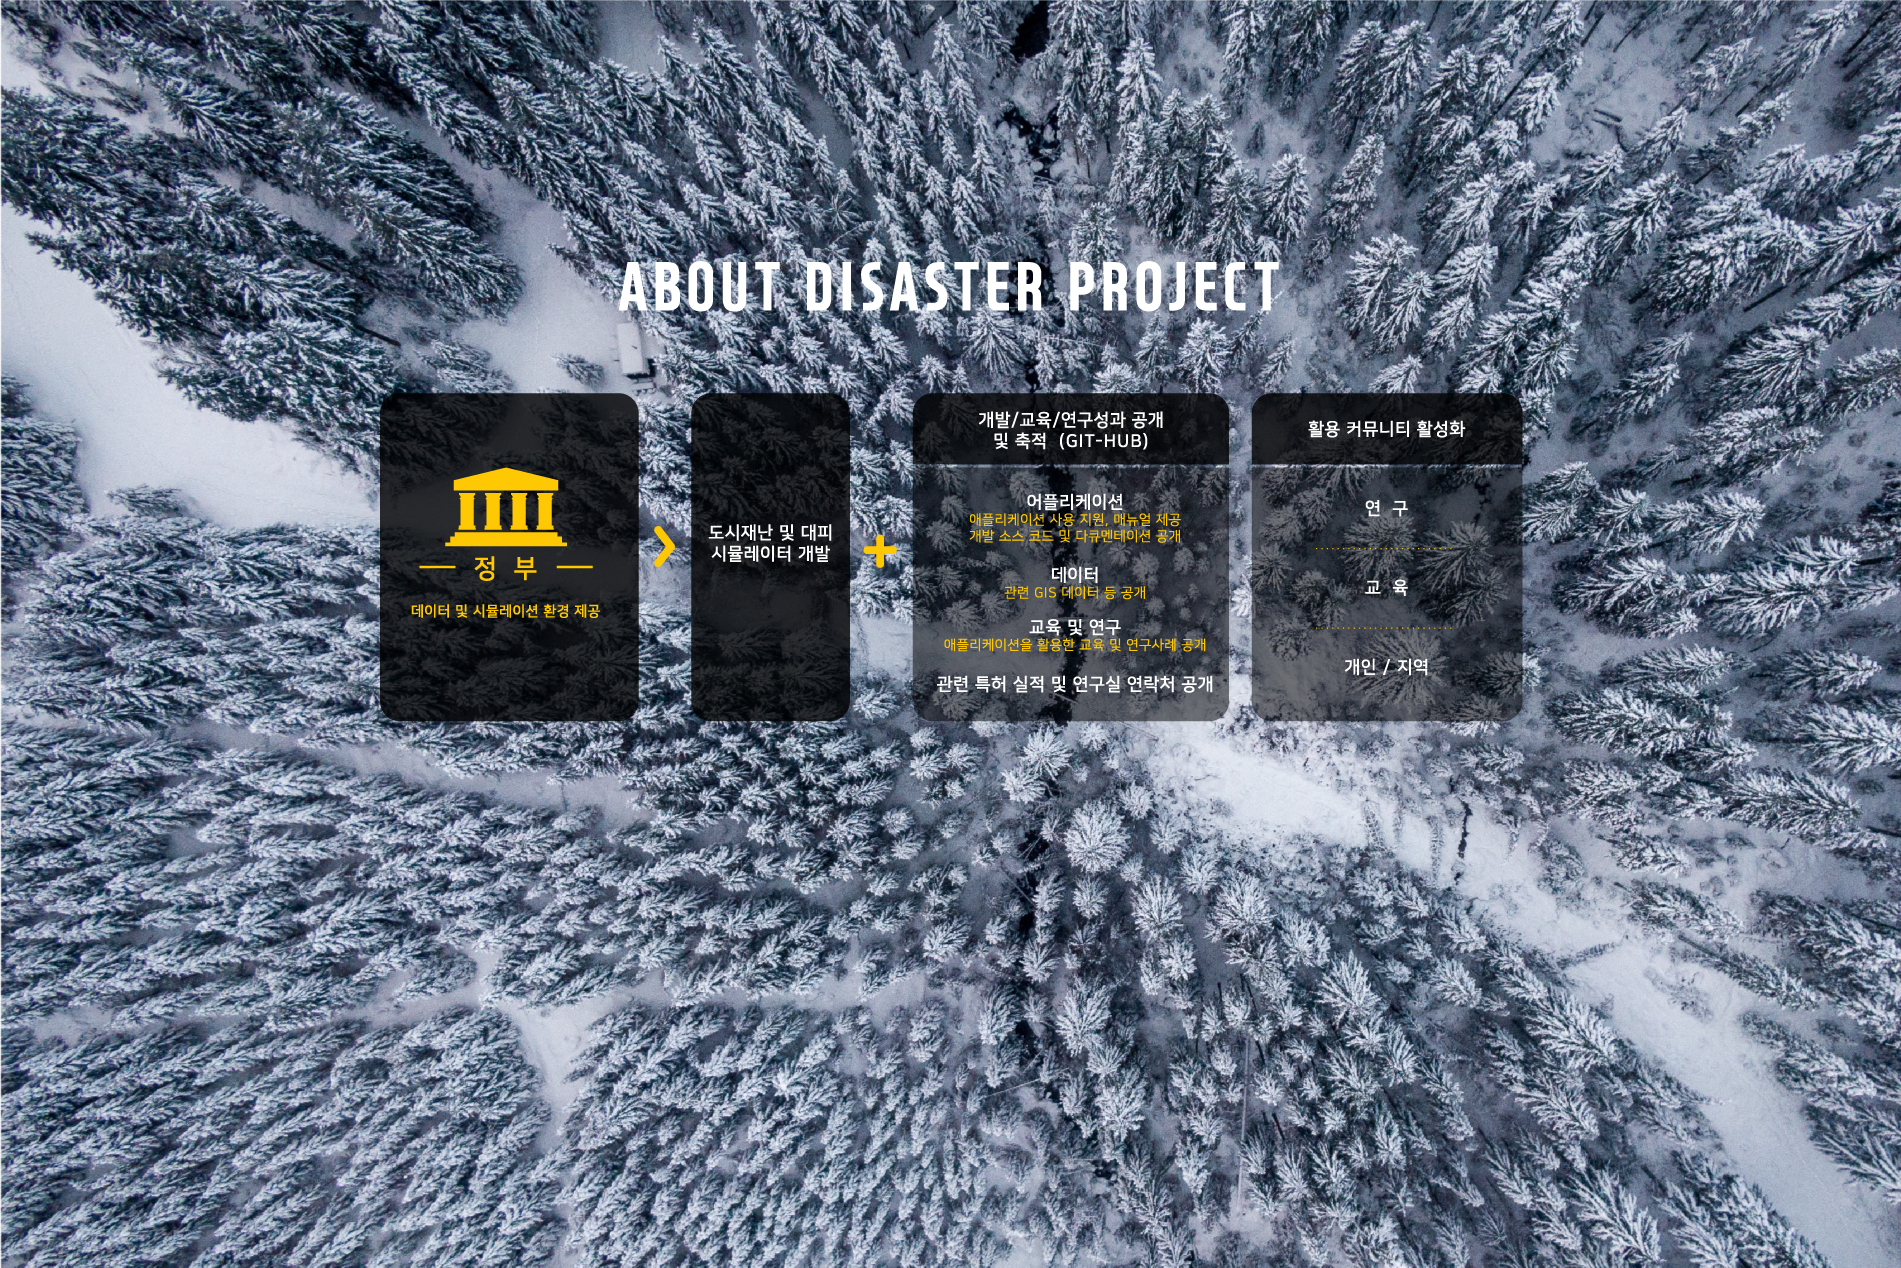 ABOUT DISASTER PROJECT
정 부
데이터 및 시뮬레이션 환경 제공
도시재난 및 대피
시뮬레이터 개발
개발/교육/연구성과 공개
및 축적 (GIT-HUB)
어플리케이션
애플리케이션 사용 지원, 매뉴얼 제공
개발 소스 코드 및 다큐멘테이션 공개
데이터
관련 GIS 데이터 등 공개
교육 및 연구
애플리케이션을 활용한 교육 및 연구사례 공개
관련 특허 실적 및 연구실 연락처 공개
활용 커뮤니티 활성화
연 구
교 육
개인 / 지역